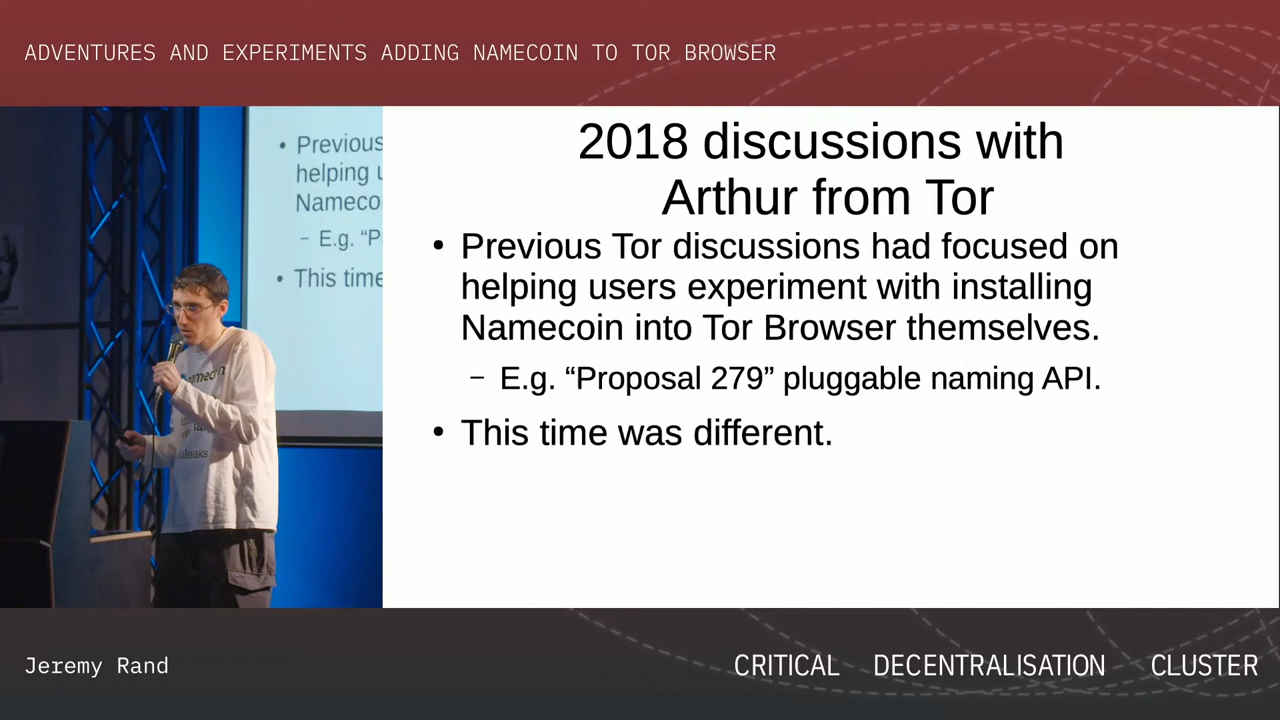 ADVENTURES AND EXPERIMENTS ADDING NAMECOIN TO TOR BROWSER
• Previous
helping
Nameco
– E.g. “P
• This time
2018 discussions with
Arthur from Tor
• Previous Tor discussions had focused on
helping users experiment with installing
Namecoin into Tor Browser themselves.
– E.g. “Proposal 279” pluggable naming API.
• This time was different.
Jeremy Rand
CRITICAL DECENTRALISATION CLUSTER